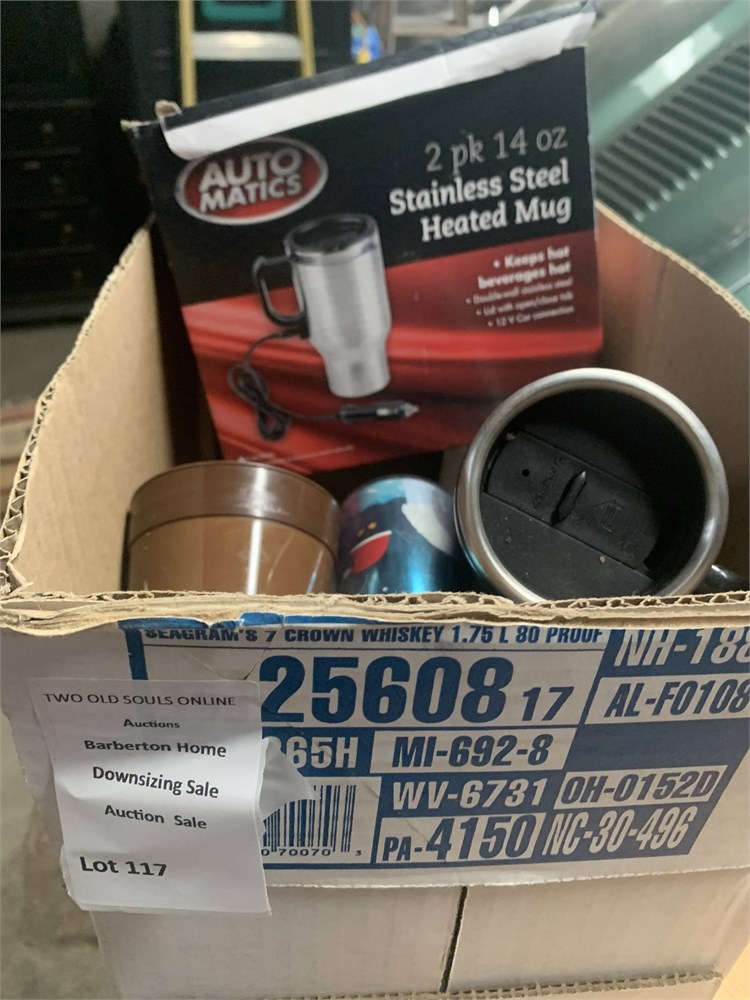 AUTO
MATICS
2 pk 14 oz
Stainless Steel
Heated Mug
• Keeps hot
beverages hot
• Double wall stainless steel
• Lid with open/close tab
• 12 V Car connection
SEAGRAM'S 7 CROWN WHISKEY 1.75 L 80 PROOF
25608 17
NH-188
AL-F0108
65H
MI-692-8
WV-6731
OH-0152D
PA-4150
NC-30-496
0 70070 3
TWO OLD SOULS ONLINE
Auctions
Barberton Home
Downsizing Sale
Auction Sale
Lot 117